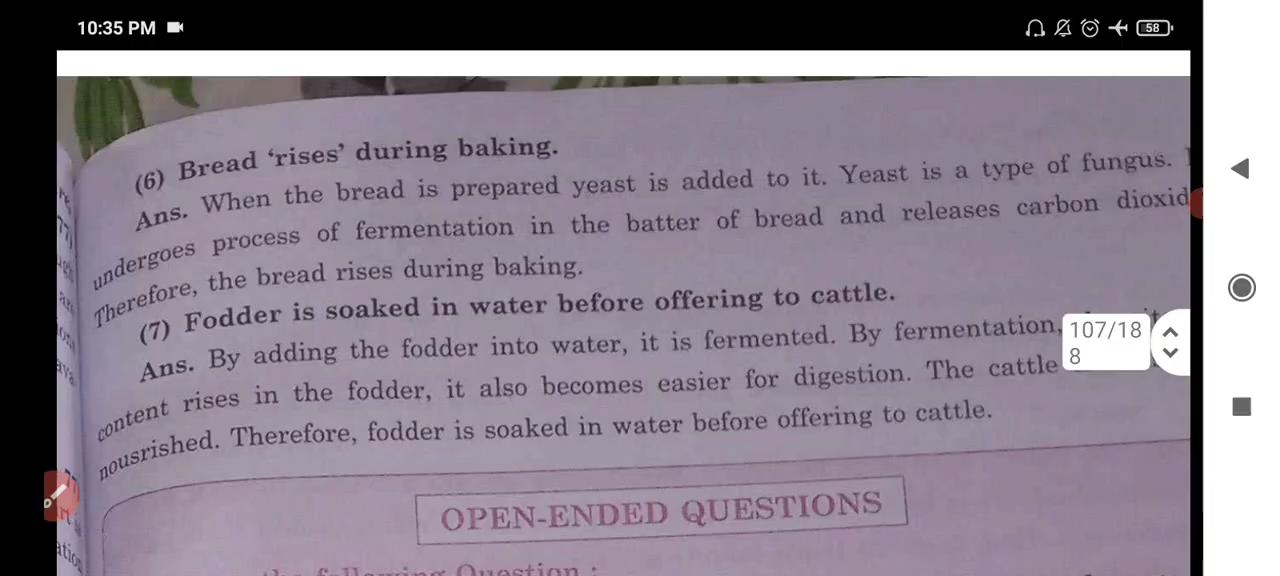 10:35 PM
58
(6) Bread ‘rises’ during baking.
Ans. When the bread is prepared yeast is added to it. Yeast is a type of fungus.
undergoes process of fermentation in the batter of bread and releases carbon dioxid
Therefore, the bread rises during baking.
(7) Fodder is soaked in water before offering to cattle.
Ans. By adding the fodder into water, it is fermented. By fermentation,
content rises in the fodder, it also becomes easier for digestion. The cattle
nousrished. Therefore, fodder is soaked in water before offering to cattle.
107/18
8
OPEN-ENDED QUESTIONS
Question :